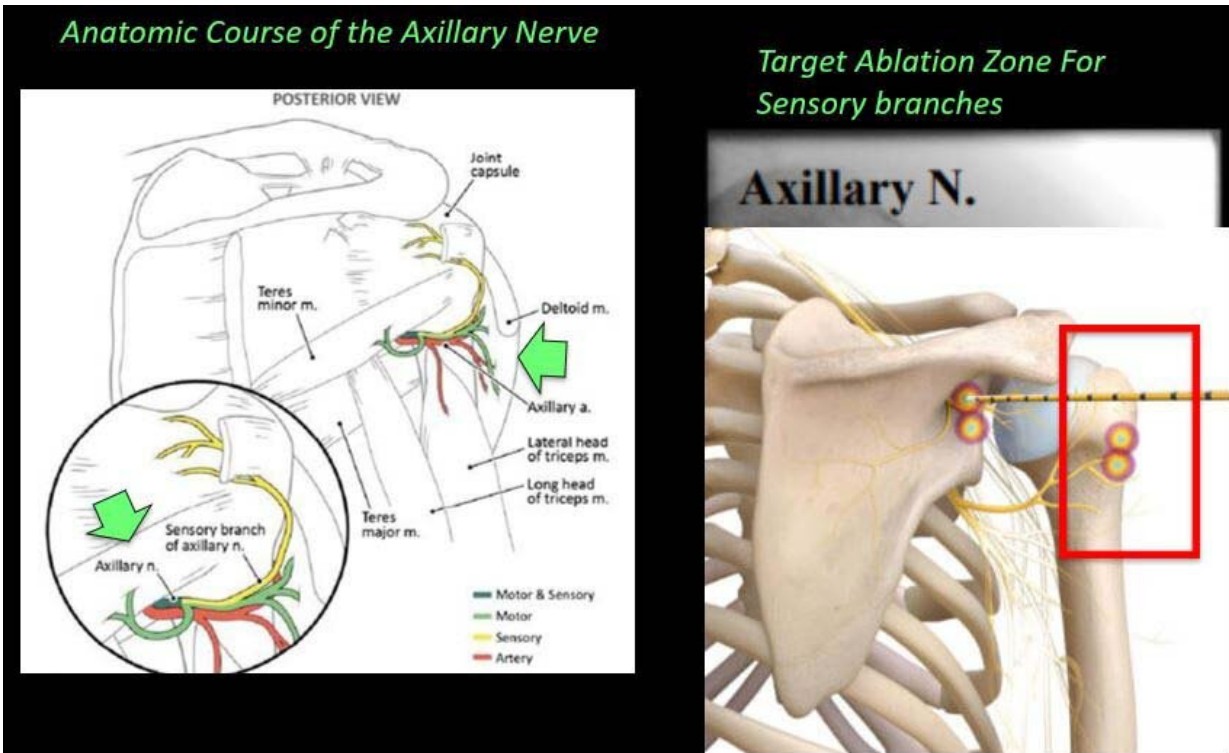 Anatomic Course of the Axillary Nerve
POSTERIOR VIEW
Joint
capsule
Teres
minor m.
Deltoid m.
Axillary a.
Lateral head
of triceps m.
Long head
of triceps m.
Teres
major m.
Sensory branch
of axillary n.
Axillary n.
Motor & Sensory
Motor
Sensory
Artery
Target Ablation Zone For
Sensory branches
Axillary N.